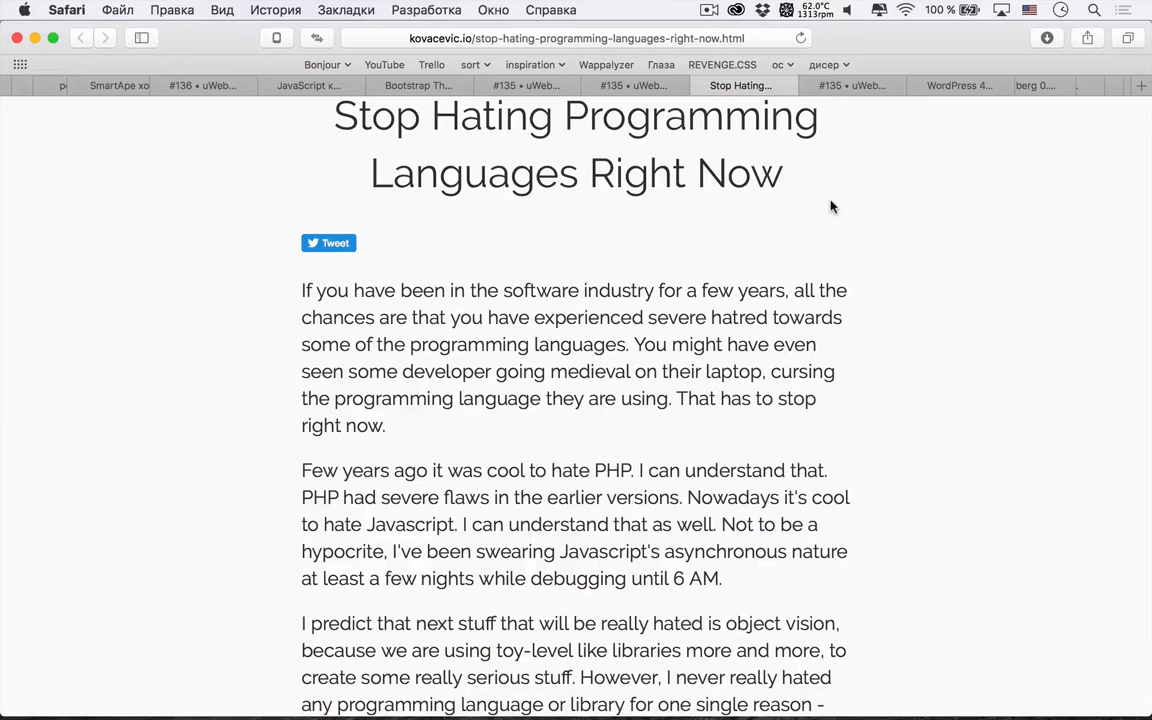 Safari Файл Правка Вид История Закладки Разработка Окно Справка 62.0°C 1313rpm 100 %
kovacevic.io/stop-hating-programming-languages-right-now.html
Bonjour YouTube Trello sort inspiration Wappalyzer Глаза REVENGE.CSS ос дисер
SmartApe хо #136 • uWeb... JavaScript к... Bootstrap Th... #135 • uWeb... #135 • uWeb... Stop Hating... #135 • uWeb... WordPress 4... berg 0....
Stop Hating Programming
Languages Right Now
Tweet
If you have been in the software industry for a few years, all the
chances are that you have experienced severe hatred towards
some of the programming languages. You might have even
seen some developer going medieval on their laptop, cursing
the programming language they are using. That has to stop
right now.
Few years ago it was cool to hate PHP. I can understand that.
PHP had severe flaws in the earlier versions. Nowadays it's cool
to hate Javascript. I can understand that as well. Not to be a
hypocrite, I've been swearing Javascript's asynchronous nature
at least a few nights while debugging until 6 AM.
I predict that next stuff that will be really hated is object vision,
because we are using toy-level like libraries more and more, to
create some really serious stuff. However, I never really hated
any programming language or library for one single reason -